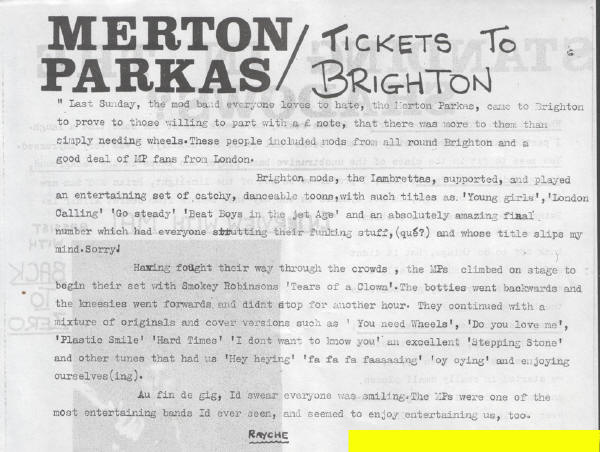 MERTON PARKAS / TICKETS TO BRIGHTON
" Last Sunday, the mod band everyone loves to hate, the Merton Parkas, came to Brighton
to prove to those willing to part with a £ note, that there was more to them than
simply needing wheels.These people included mods from all round Brighton and a
good deal of MP fans from London.
Brighton mods, the Lambrettas, supported, and played
an entertaining set of catchy, danceable toons,with such titles as 'Young girls','London
Calling' 'Go steady' 'Beat Boys in the jet Age' and an absolutely amazing final
number which had everyone strutting their funking stuff,(qu6?) and whose title slips my
mind.Sorry!
Having fought their way through the crowds , the MPs climbed on stage to
begin their set with Smokey Robinsons 'Tears of a Clown'.The botties went backwards and
the kneesies went forwards and didnt stop for another hour. They continued with a
mixture of originals and cover versions such as ' You need Wheels', 'Do you love me',
'Plastic Smile' 'Hard Times' 'I dont want to know you' an excellent 'Stepping Stone'
and other tunes that had us 'Hey heying' 'fa fa fa faaaaaing' 'oy oying' and enjoying
ourselves(ing).
Au fin de gig, Id swear everyone was smiling.The MPs were one of the
most entertaining bands Id ever seen, and seemed to enjoy entertaining us, too.
RAYCHE